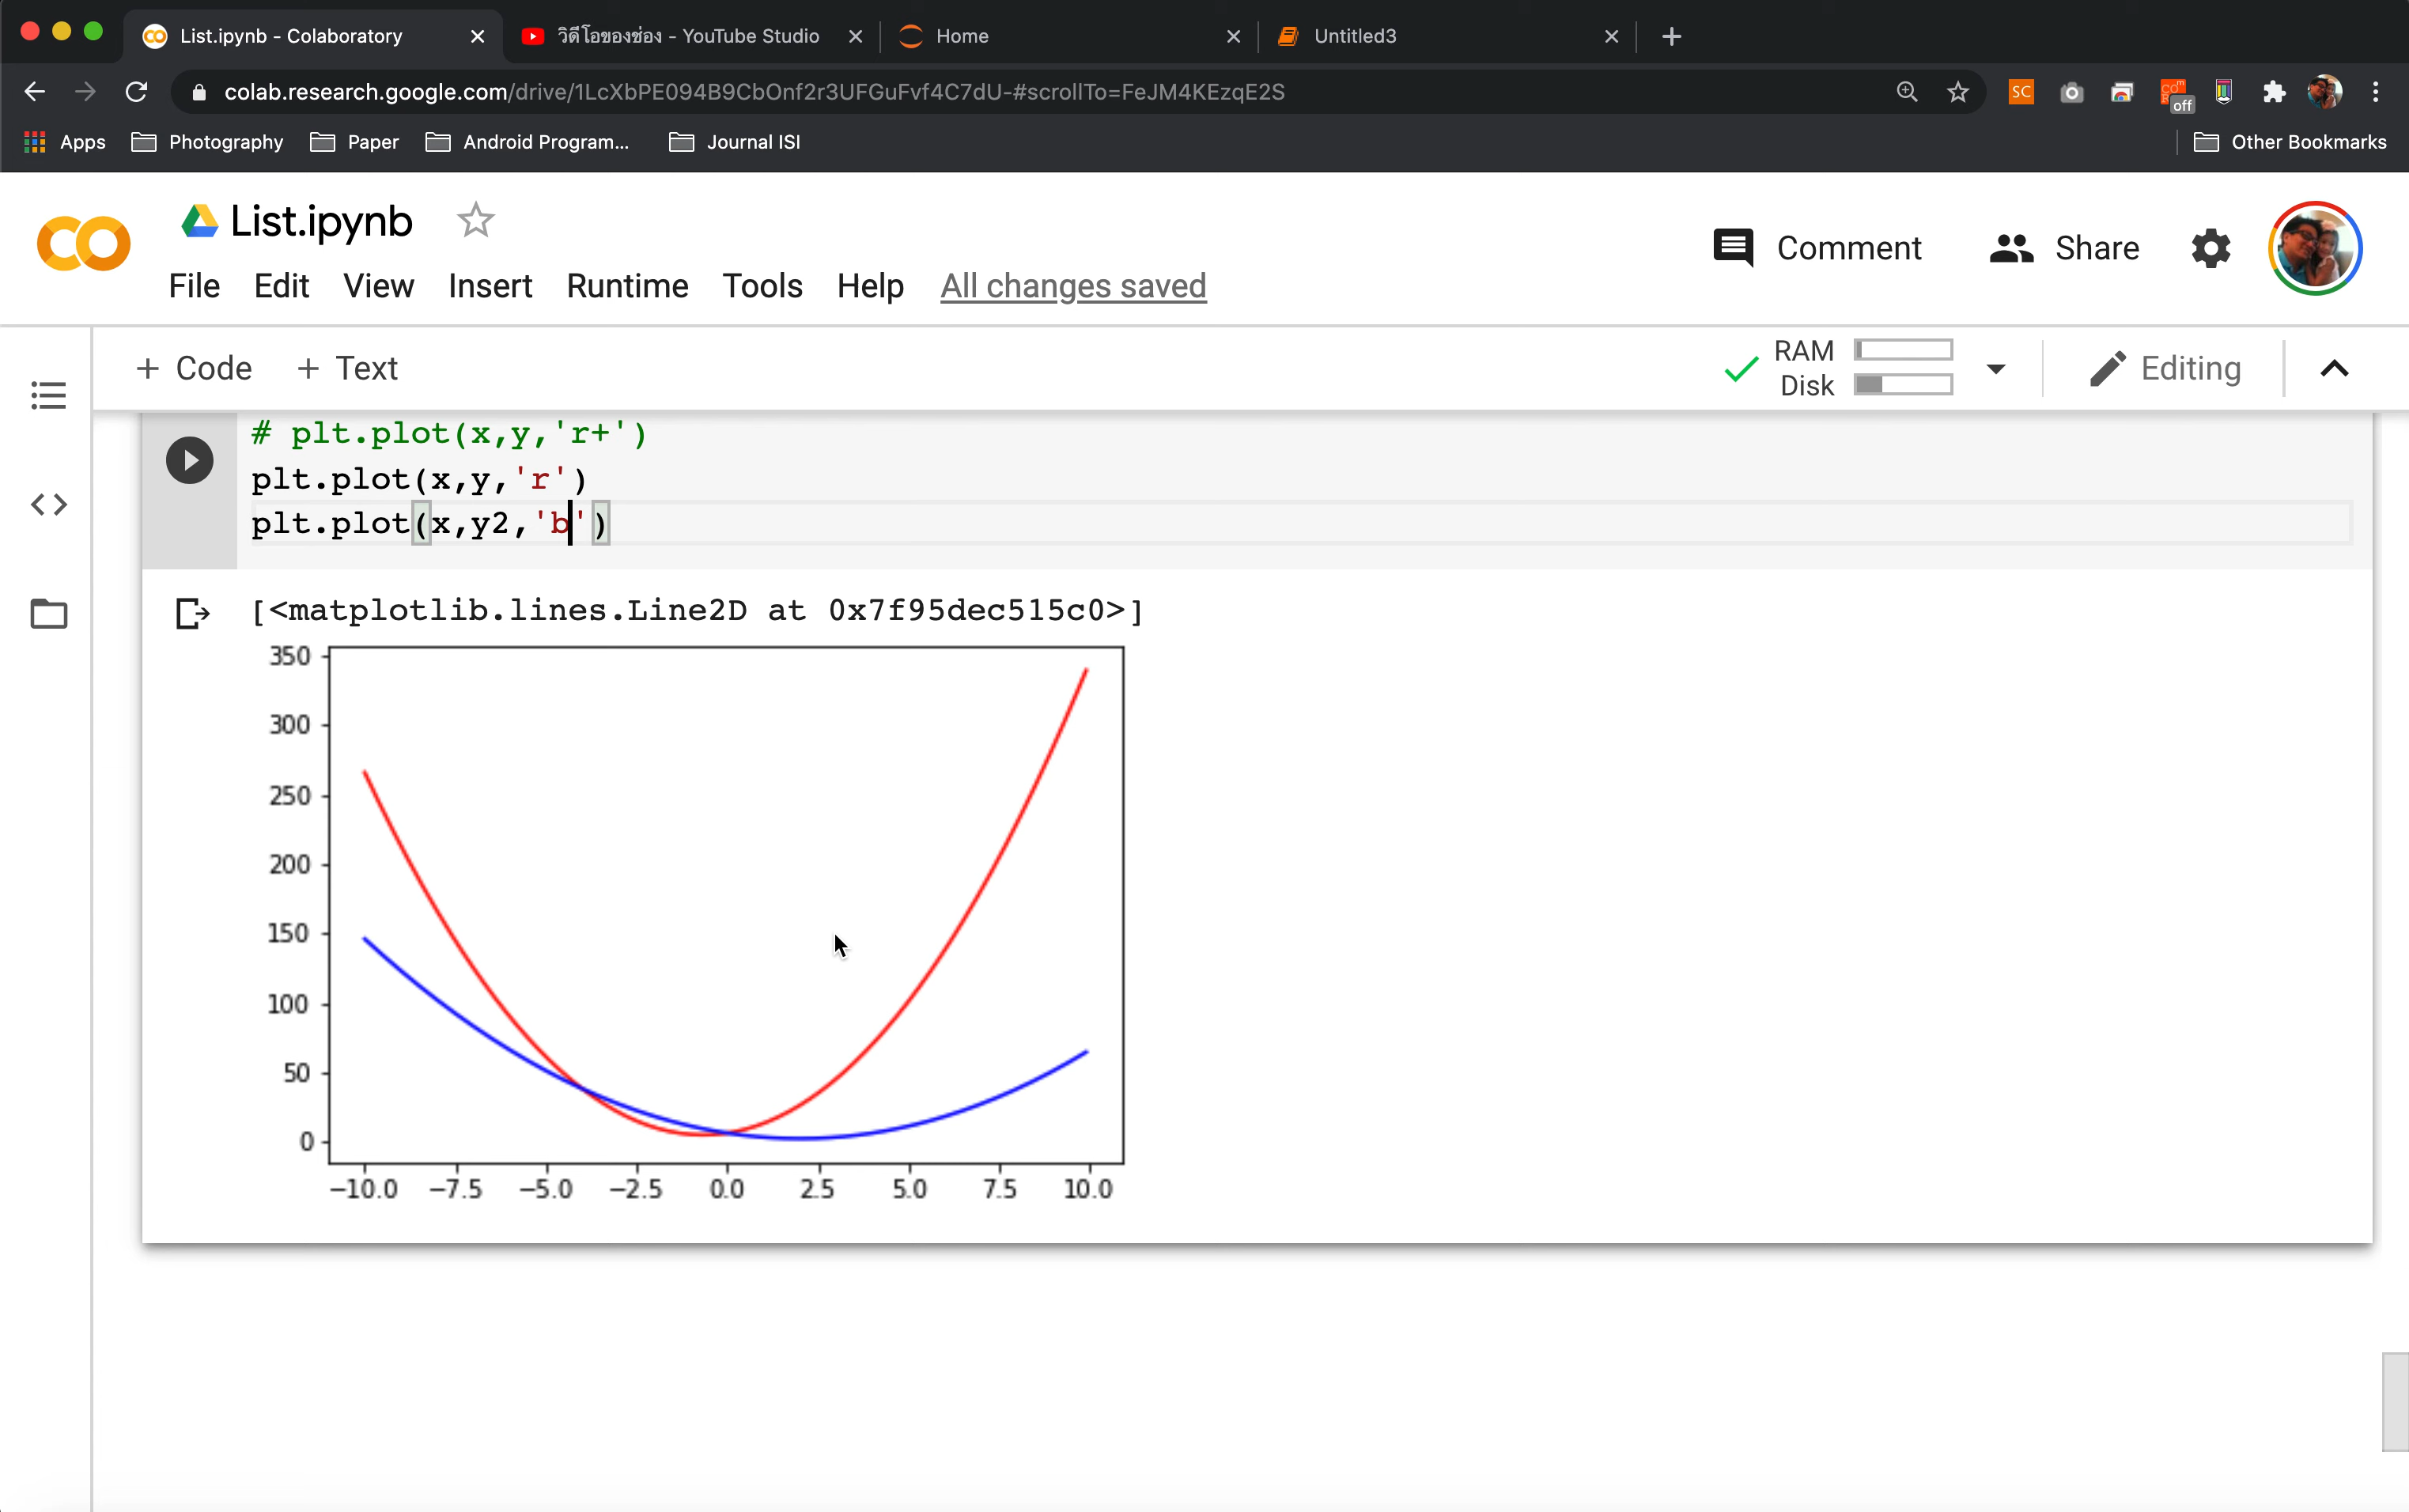 List.ipynb - Colaboratory
วิดีโอของช่อง - YouTube Studio
Home
Untitled3
colab.research.google.com/drive/1LcXbPE094B9CbOnf2r3UFGuFvf4C7dU-#scrollTo=FeJM4KEzqE2S
SC
off
Apps
Photography
Paper
Android Program...
Journal ISI
Other Bookmarks
List.ipynb
Comment
Share
File Edit View Insert Runtime Tools Help All changes saved
+ Code + Text
RAM
Disk
Editing
# plt.plot(x,y,'r+')
plt.plot(x,y,'r')
plt.plot(x,y2,'b')
[<matplotlib.lines.Line2D at 0x7f95dec515c0>]
350
300
250
200
150
100
50
0
−10.0 −7.5 −5.0 −2.5 0.0 2.5 5.0 7.5 10.0